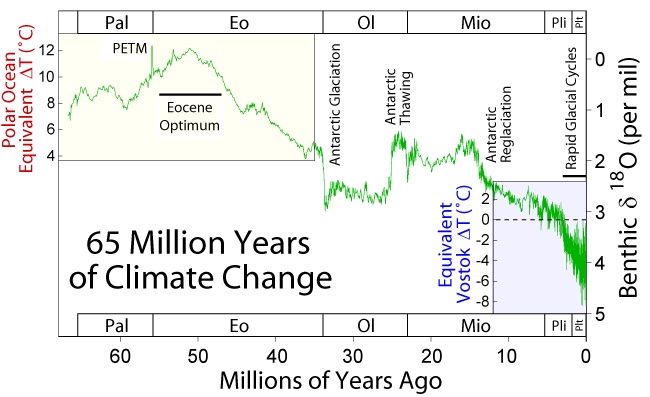 Pal Eo Ol Mio Pli Plt
Polar Ocean
Equivalent ΔT (°C)
12
10
8
6
4
PETM
Eocene
Optimum
Antarctic Glaciation
Antarctic
Thawing
Antarctic
Reglaciation
Rapid Glacial Cycles
65 Million Years
of Climate Change
Equivalent
Vostok ΔT (°C)
2
0
-2
-4
-6
-8
0
1
2
3
4
5
Benthic δ 18O (per mil)
Pal Eo Ol Mio Pli Plt
60 50 40 30 20 10 0
Millions of Years Ago